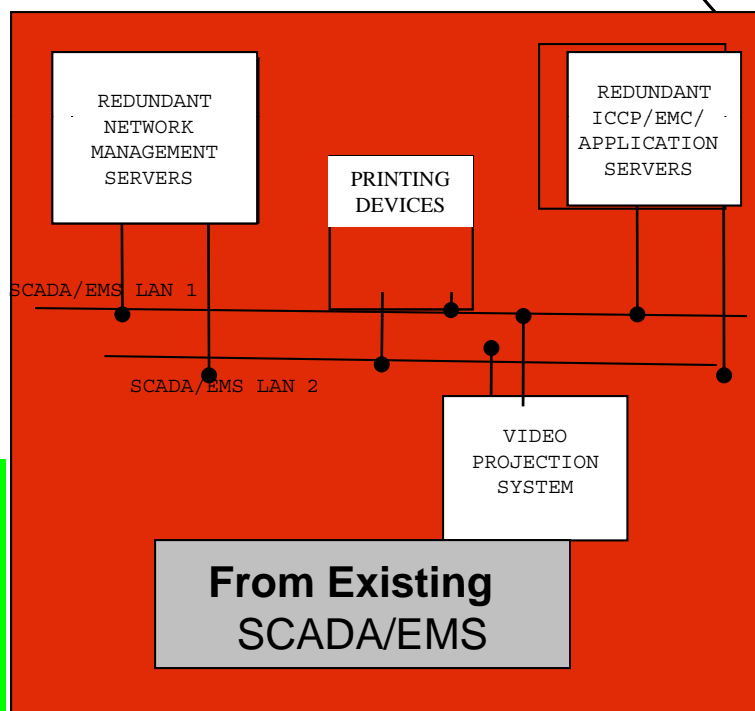 REDUNDANT
NETWORK
MANAGEMENT
SERVERS
REDUNDANT
ICCP/EMC/
APPLICATION
SERVERS
PRINTING
DEVICES
SCADA/EMS LAN 1
SCADA/EMS LAN 2
VIDEO
PROJECTION
SYSTEM
From Existing
SCADA/EMS